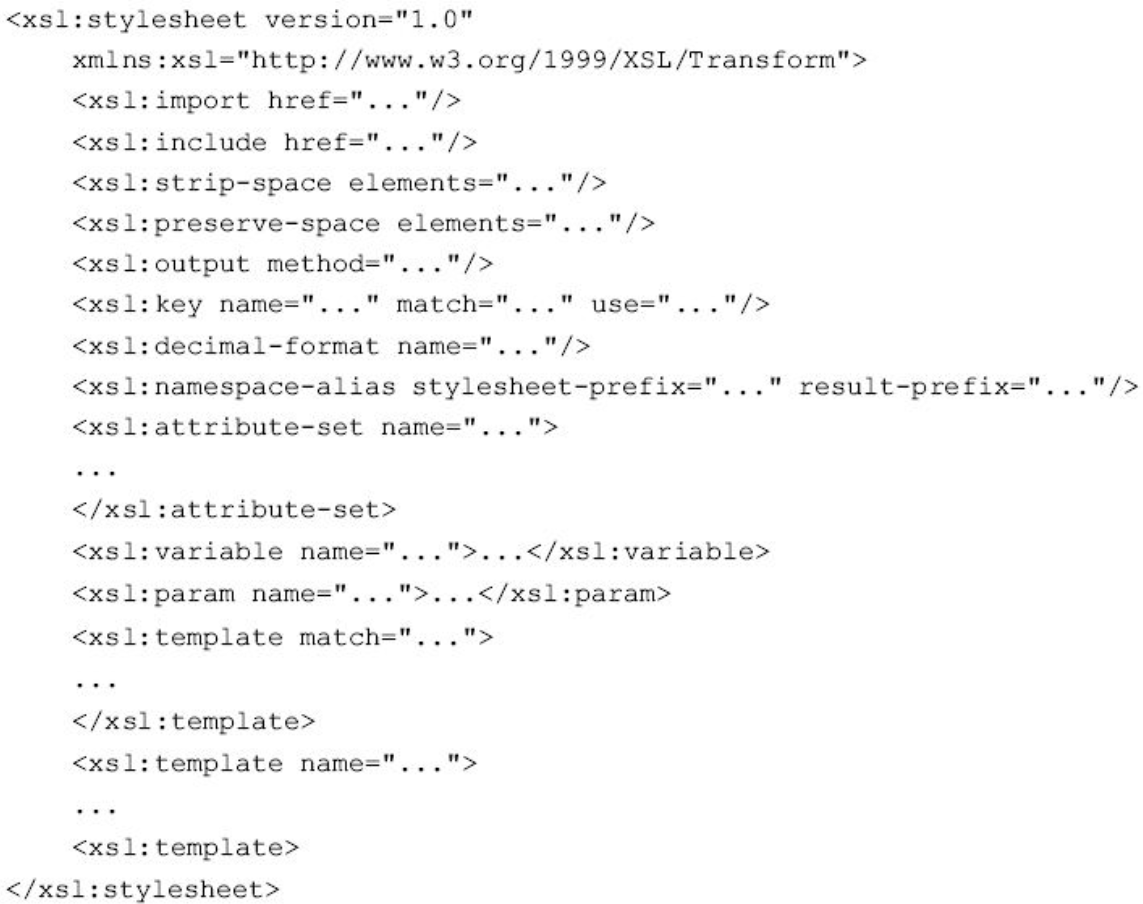 <xsl:stylesheet version="1.0"
xmlns:xsl="http://www.w3.org/1999/XSL/Transform">
<xsl:import href="..."/>
<xsl:include href="..."/>
<xsl:strip-space elements="..."/>
<xsl:preserve-space elements="..."/>
<xsl:output method="..."/>
<xsl:key name="..." match="..." use="..."/>
<xsl:decimal-format name="..."/>
<xsl:namespace-alias stylesheet-prefix="..." result-prefix="..."/>
<xsl:attribute-set name="...">
...
</xsl:attribute-set>
<xsl:variable name="...">...</xsl:variable>
<xsl:param name="...">...</xsl:param>
<xsl:template match="...">
...
</xsl:template>
<xsl:template name="...">
...
<xsl:template>
</xsl:stylesheet>